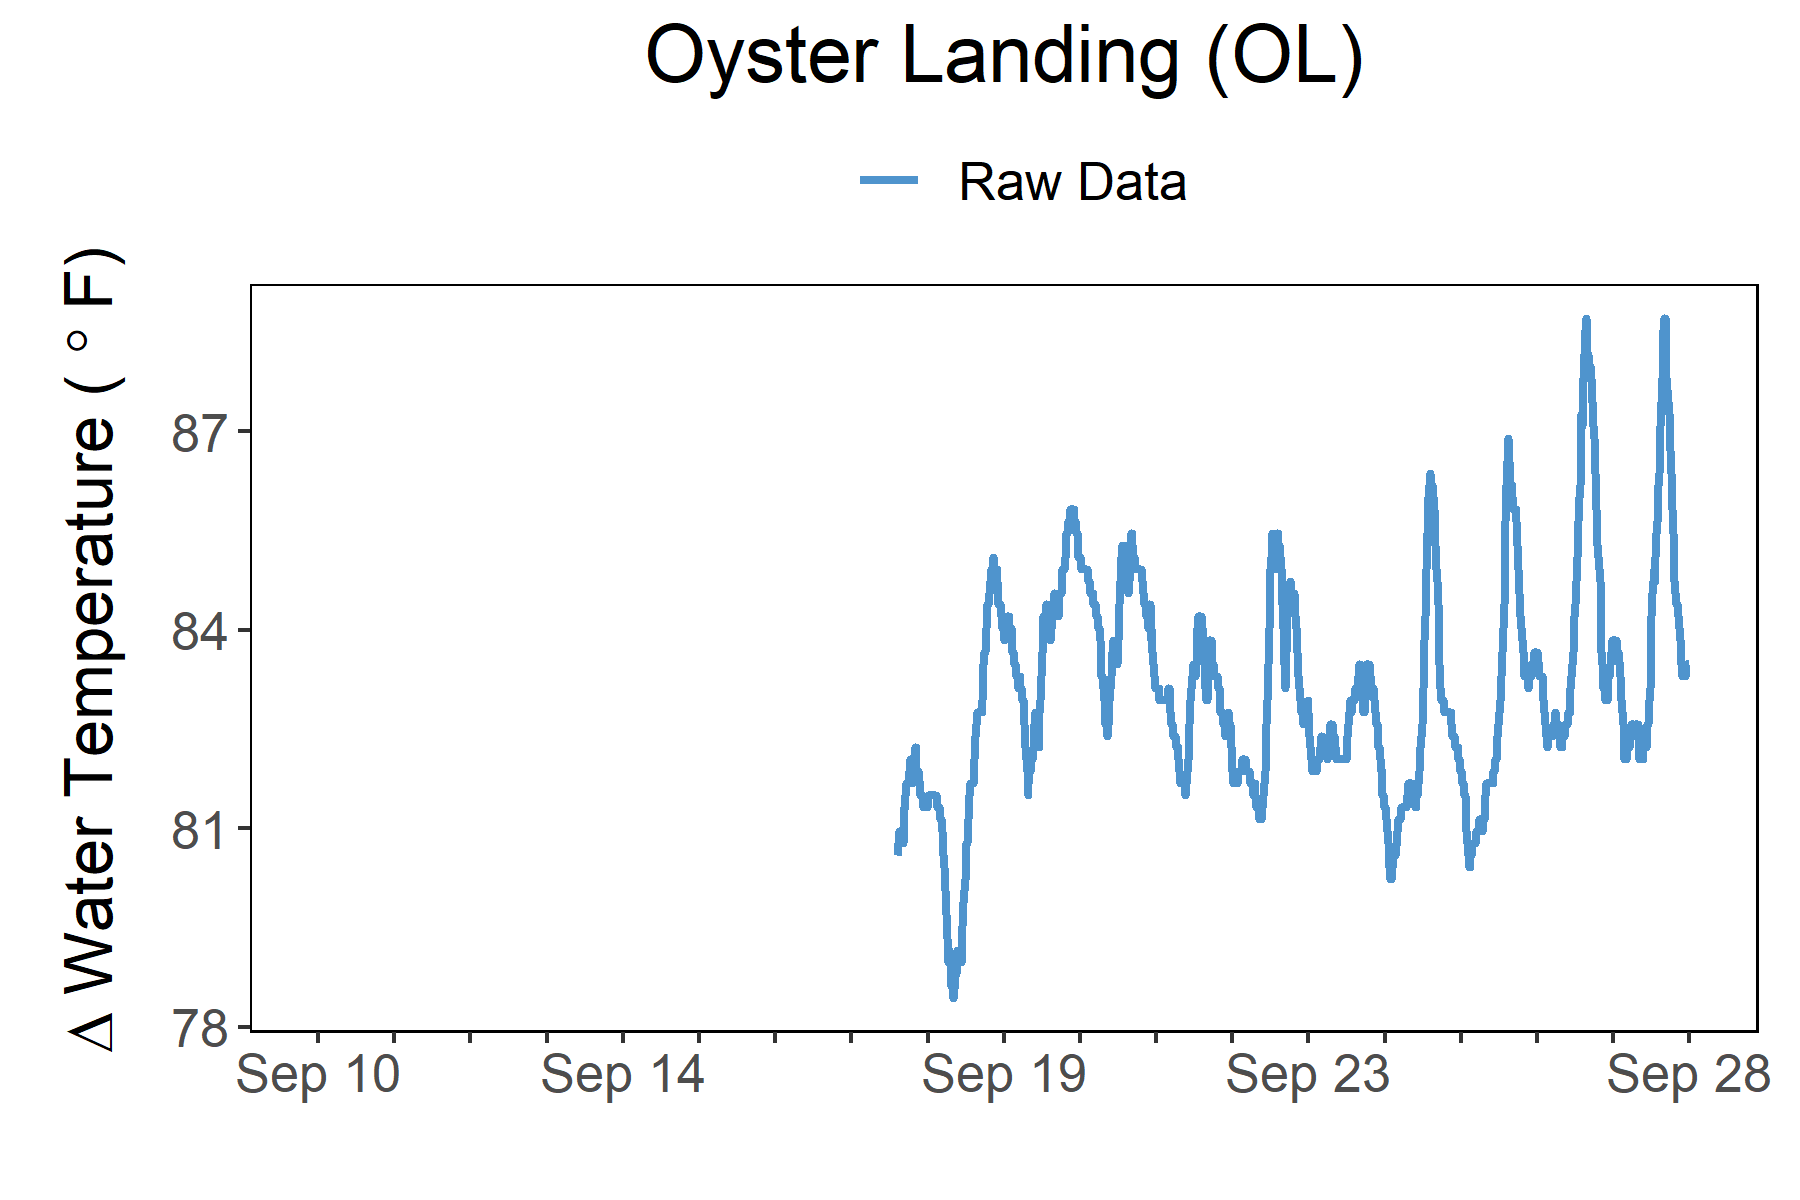 Oyster Landing (OL)
Raw Data
Δ Water Temperature ( ° F)
87
84
81
78
Sep 10 Sep 14 Sep 19 Sep 23 Sep 28